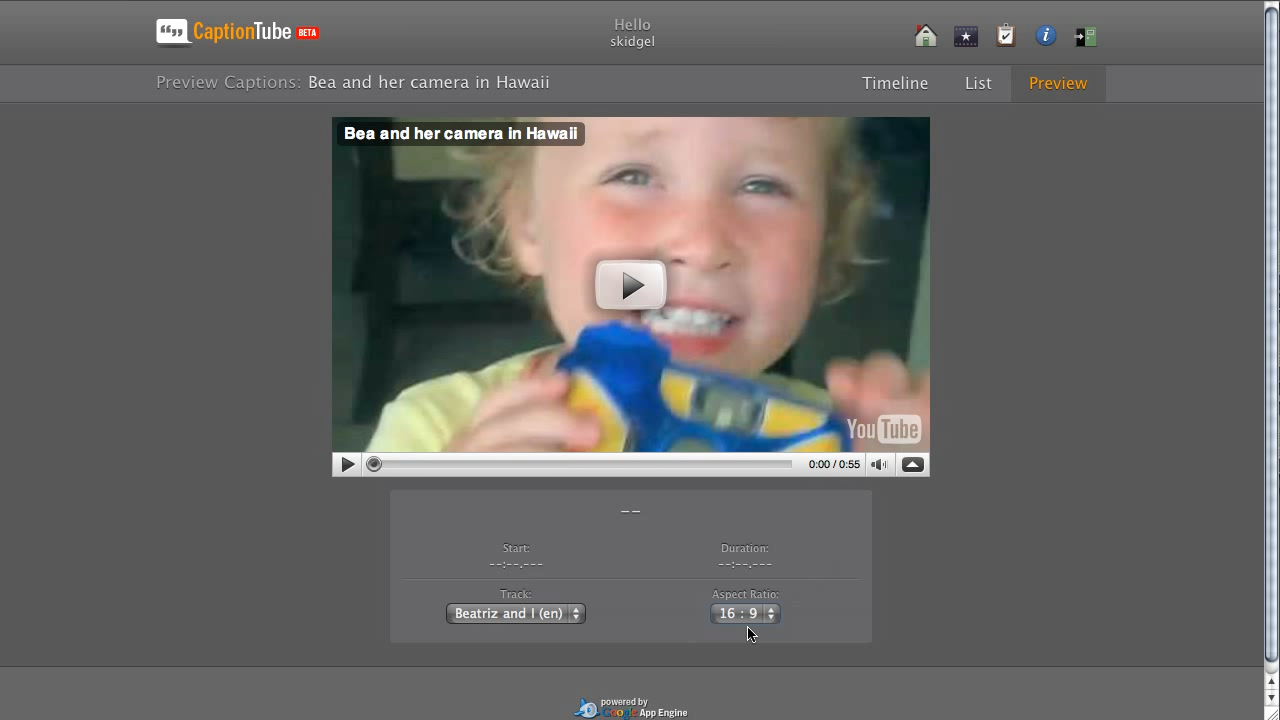 CaptionTube BETA
Hello
skidgel
Preview Captions: Bea and her camera in Hawaii
Timeline List Preview
Bea and her camera in Hawaii
YouTube
0:00 / 0:55
--
Start: Duration:
--:--.--- --:--.---
Track: Aspect Ratio:
Beatriz and I (en) 16 : 9
powered by
Google App Engine